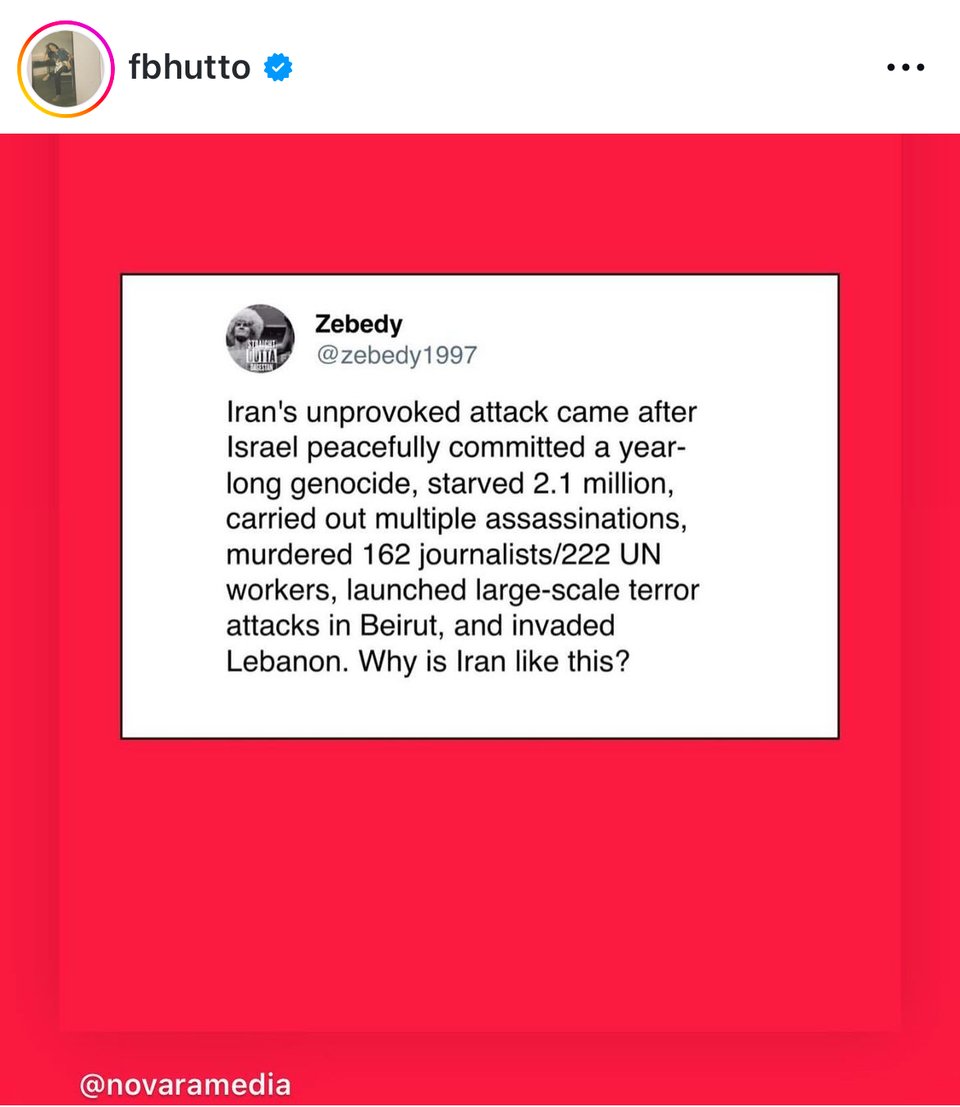 fbhutto
Zebedy
@zebedy1997
STRAIGHT
OUTTA
DAGESTAN
Iran's unprovoked attack came after
Israel peacefully committed a year-
long genocide, starved 2.1 million,
carried out multiple assassinations,
murdered 162 journalists/222 UN
workers, launched large-scale terror
attacks in Beirut, and invaded
Lebanon. Why is Iran like this?
@novaramedia